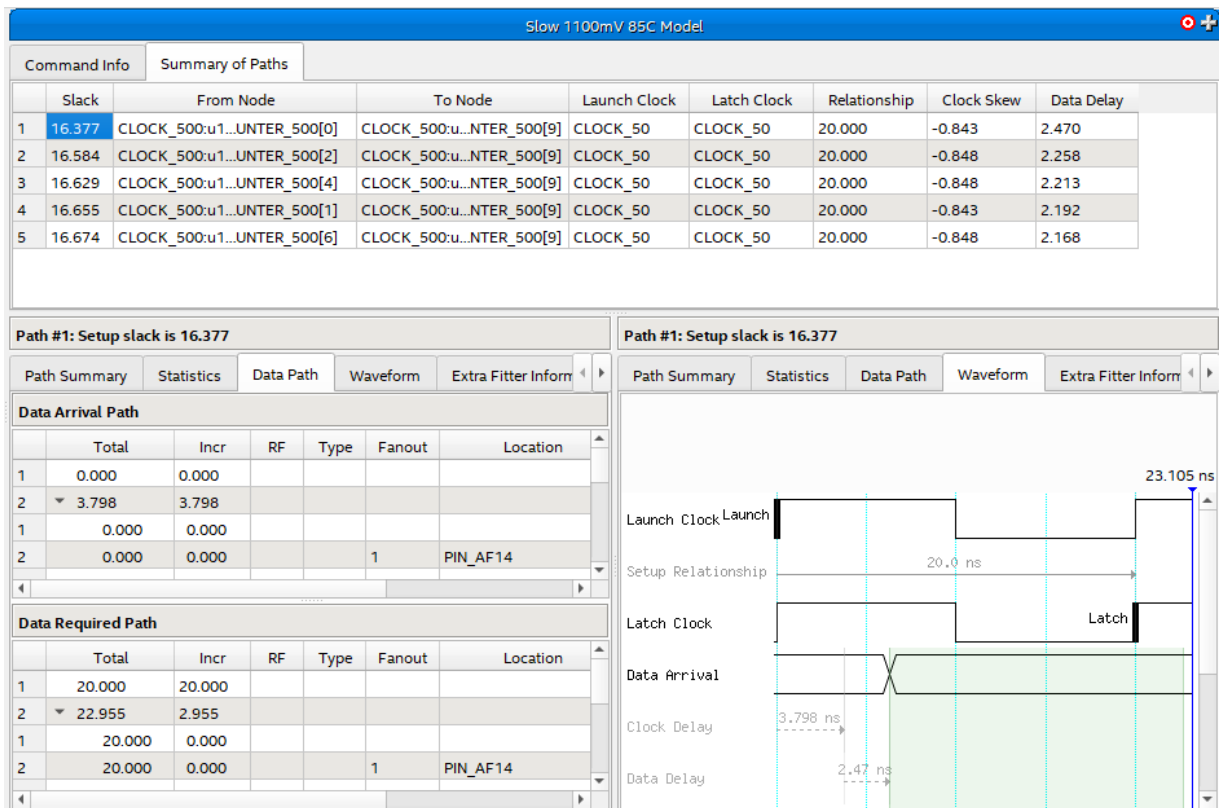 Slow 1100mV 85C Model
Command Info Summary of Paths
Slack From Node To Node Launch Clock Latch Clock Relationship Clock Skew Data Delay
1 16.377 CLOCK_500:u1...UNTER_500[0] CLOCK_500:u...NTER_500[9] CLOCK_50 CLOCK_50 20.000 -0.843 2.470
2 16.584 CLOCK_500:u1...UNTER_500[2] CLOCK_500:u...NTER_500[9] CLOCK_50 CLOCK_50 20.000 -0.848 2.258
3 16.629 CLOCK_500:u1...UNTER_500[4] CLOCK_500:u...NTER_500[9] CLOCK_50 CLOCK_50 20.000 -0.848 2.213
4 16.655 CLOCK_500:u1...UNTER_500[1] CLOCK_500:u...NTER_500[9] CLOCK_50 CLOCK_50 20.000 -0.843 2.192
5 16.674 CLOCK_500:u1...UNTER_500[6] CLOCK_500:u...NTER_500[9] CLOCK_50 CLOCK_50 20.000 -0.848 2.168
Path #1: Setup slack is 16.377
Path Summary Statistics Data Path Waveform Extra Fitter Inform
Data Arrival Path
Total Incr RF Type Fanout Location
1 0.000 0.000
2 3.798 3.798
1 0.000 0.000
2 0.000 0.000 1 PIN_AF14
Data Required Path
Total Incr RF Type Fanout Location
1 20.000 20.000
2 22.955 2.955
1 20.000 0.000
2 20.000 0.000 1 PIN_AF14
Path #1: Setup slack is 16.377
Path Summary Statistics Data Path Waveform Extra Fitter Inform
23.105 ns
Launch Clock Launch
Setup Relationship 20.0 ns
Latch Clock Latch
Data Arrival
Clock Delay 3.798 ns
Data Delay 2.47 ns